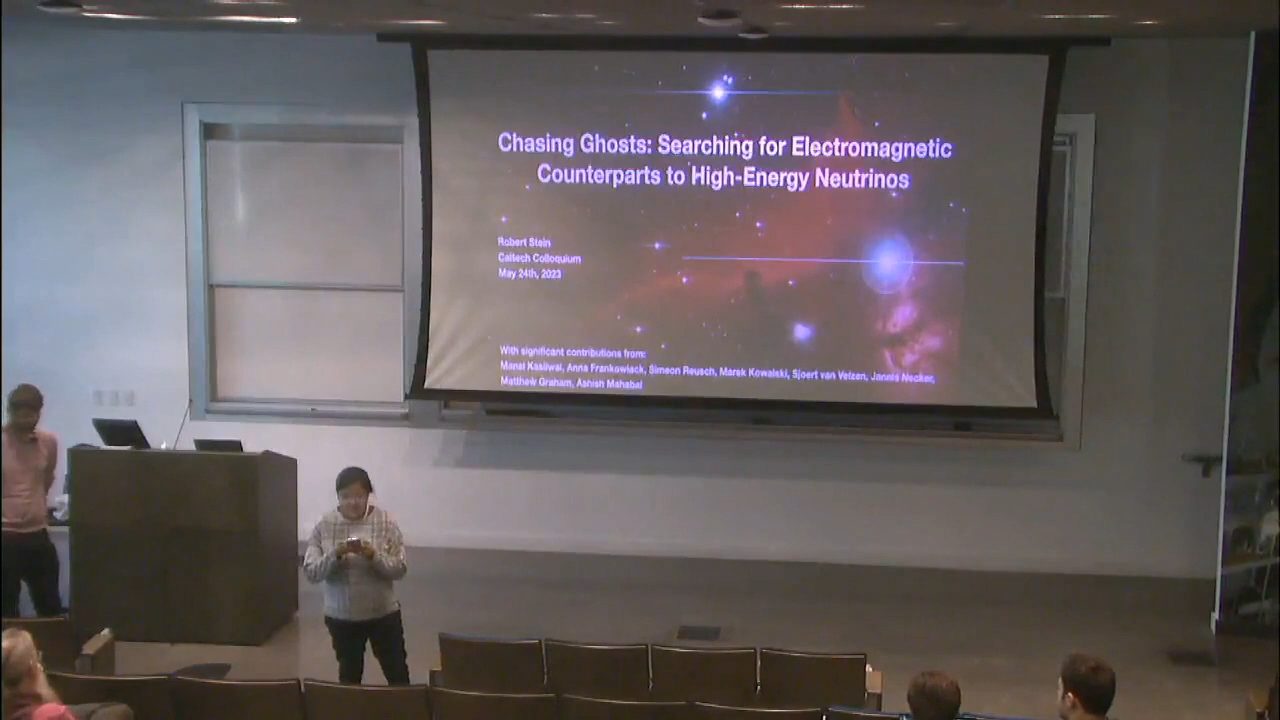 Chasing Ghosts: Searching for Electromagnetic
Counterparts to High-Energy Neutrinos
Robert Stein
Caltech Colloquium
May 24th, 2023
With significant contributions from:
Mansi Kasliwal, Anna Franckowiack, Simeon Reusch, Marek Kowalski, Sjoert van Velzen, Jannis Necker,
Matthew Graham, Ashish Mahabal